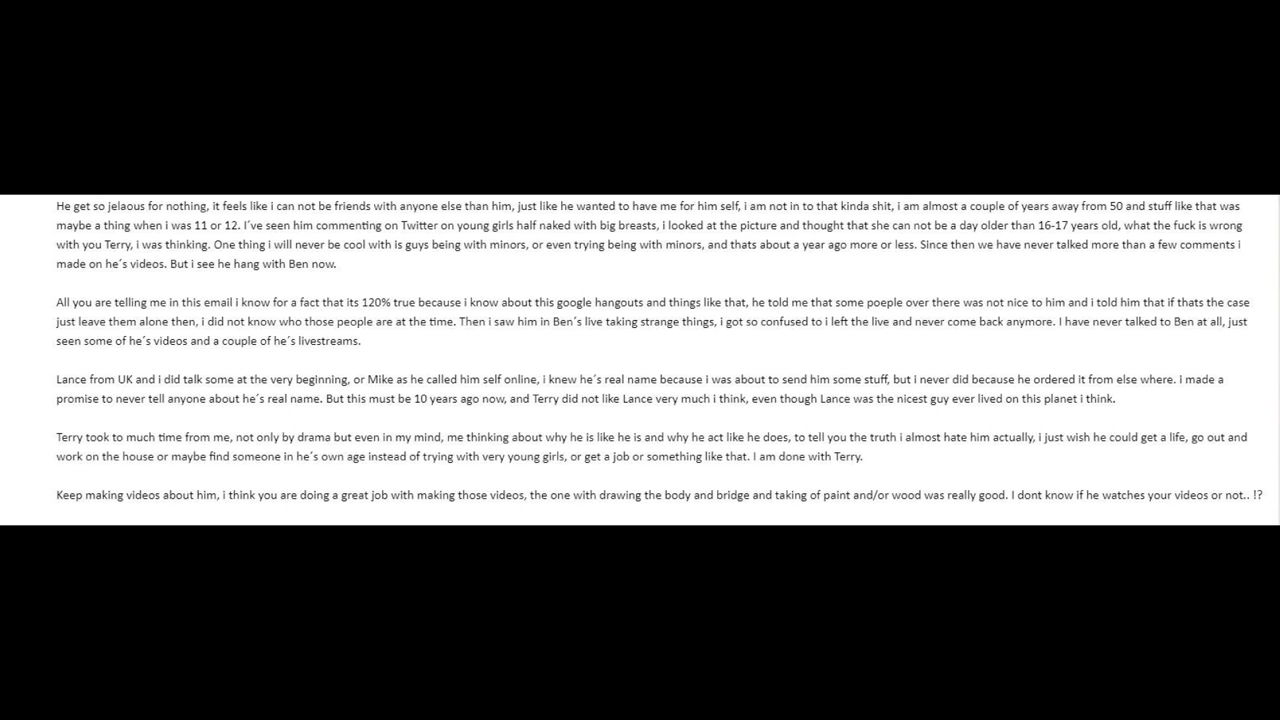 He get so jelaous for nothing, it feels like i can not be friends with anyone else than him, just like he wanted to have me for him self, i am not in to that kinda shit, i am almost a couple of years away from 50 and stuff like that was
maybe a thing when i was 11 or 12. I´ve seen him commenting on Twitter on young girls half naked with big breasts, i looked at the picture and thought that she can not be a day older than 16-17 years old, what the fuck is wrong
with you Terry, i was thinking. One thing i will never be cool with is guys being with minors, or even trying being with minors, and thats about a year ago more or less. Since then we have never talked more than a few comments i
made on he´s videos. But i see he hang with Ben now.
All you are telling me in this email i know for a fact that its 120% true because i know about this google hangouts and things like that, he told me that some poeple over there was not nice to him and i told him that if thats the case
just leave them alone then, i did not know who those people are at the time. Then i saw him in Ben´s live taking strange things, i got so confused to i left the live and never come back anymore. I have never talked to Ben at all, just
seen some of he´s videos and a couple of he´s livestreams.
Lance from UK and i did talk some at the very beginning, or Mike as he called him self online, i knew he´s real name because i was about to send him some stuff, but i never did because he ordered it from else where. i made a
promise to never tell anyone about he´s real name. But this must be 10 years ago now, and Terry did not like Lance very much i think, even though Lance was the nicest guy ever lived on this planet i think.
Terry took to much time from me, not only by drama but even in my mind, me thinking about why he is like he is and why he act like he does, to tell you the truth i almost hate him actually, i just wish he could get a life, go out and
work on the house or maybe find someone in he´s own age instead of trying with very young girls, or get a job or something like that. I am done with Terry.
Keep making videos about him, i think you are doing a great job with making those videos, the one with drawing the body and bridge and taking of paint and/or wood was really good. I dont know if he watches your videos or not.. !?